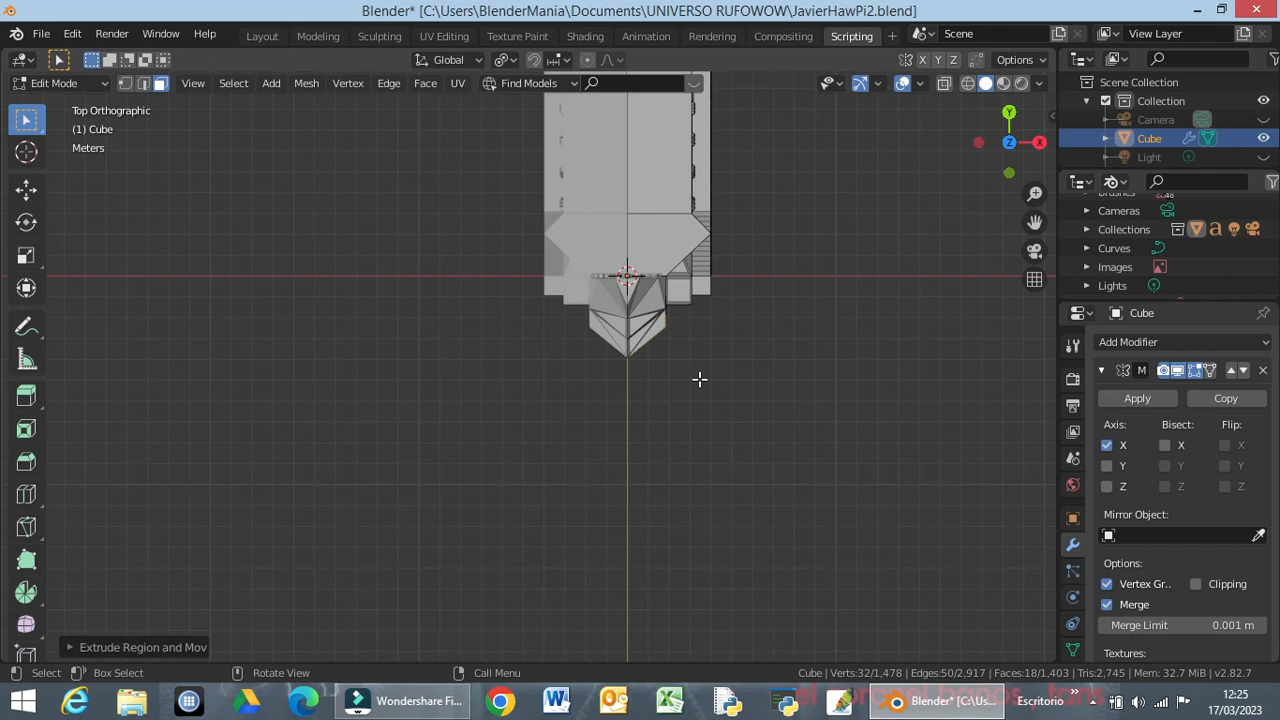 Blender* [C:\Users\BlenderMania\Documents\UNIVERSO RUFOWOW\JavierHawPi2.blend]
File Edit Render Window Help Layout Modeling Sculpting UV Editing Texture Paint Shading Animation Rendering Compositing Scripting Scene View Layer
Global X Y Z Options
Edit Mode View Select Add Mesh Vertex Edge Face UV Find Models
Scene Collection
Top Orthographic
(1) Cube
Meters
Collection
Camera
Cube
Light
Y
Z X
Brushes
Cameras
Collections
Curves
Images
Lights
Cube
Add Modifier
M
Apply Copy
Axis: Bisect: Flip:
X X X
Y Y Y
Z Z Z
Mirror Object:
Options:
Vertex Gr.. Clipping
Merge
Merge Limit 0.001 m
Textures:
Extrude Region and Mov
Select Box Select Rotate View Call Menu Cube | Verts:32/1,478 | Edges:50/2,917 | Faces:18/1,403 | Tris:2,745 | Mem: 32.7 MiB | v2.82.7
Wondershare Fi... Blender* [C:\Us... Escritorio
12:25
17/03/2023